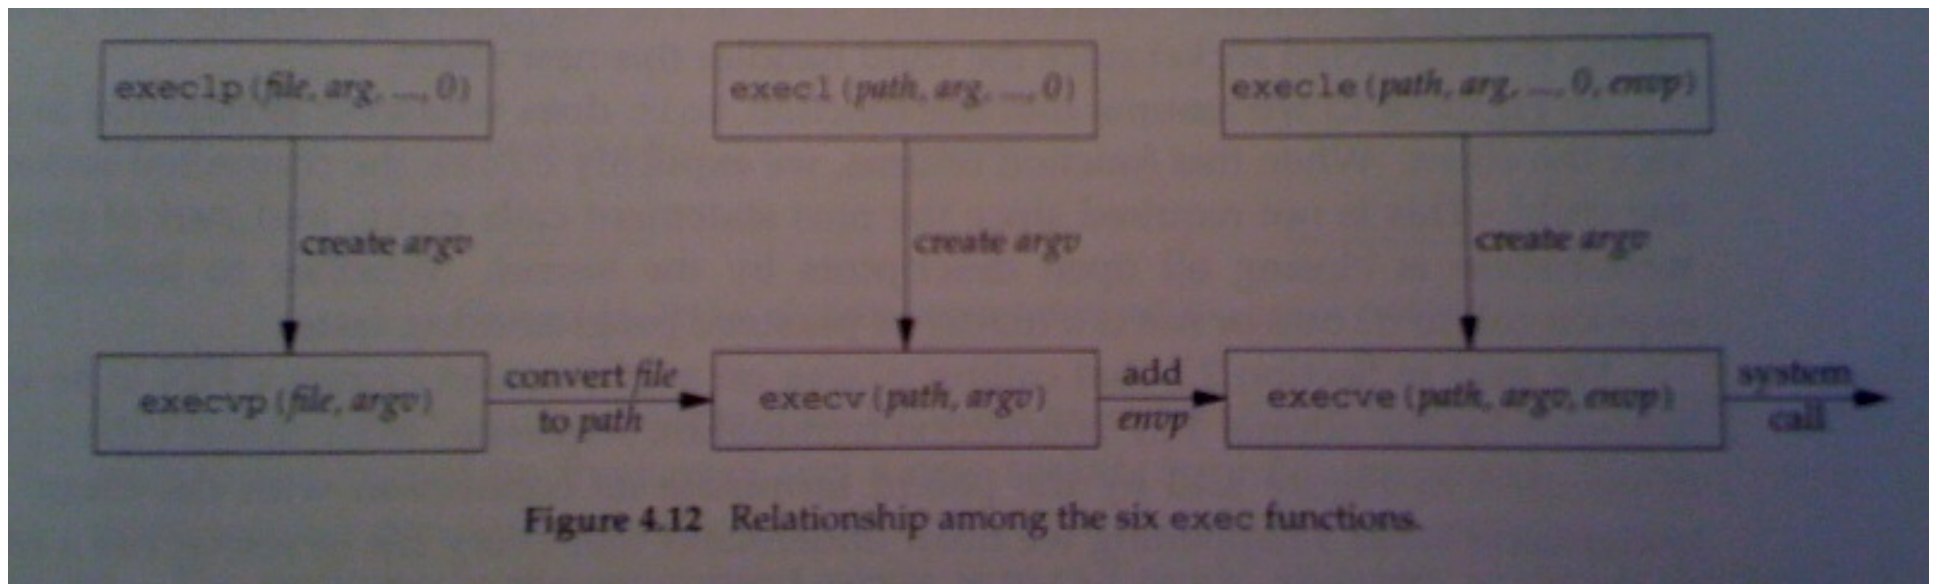 execlp(file, arg, ..., 0)
execl(path, arg, ..., 0)
execle(path, arg, ..., 0, envp)
create argv
create argv
create argv
execvp(file, argv)
convert file
to path
execv(path, argv)
add
envp
execve(path, argv, envp)
system
call
Figure 4.12 Relationship among the six exec functions.